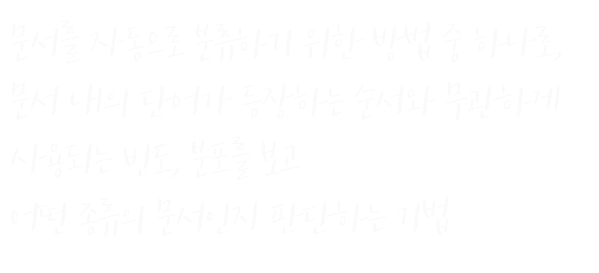 문서를 자동으로 분류하기 위한 방법 중 하나로,
문서 내의 단어가 등장하는 순서와 무관하게
사용되는 빈도, 분포를 보고
어떤 종류의 문서인지 판단하는 기법